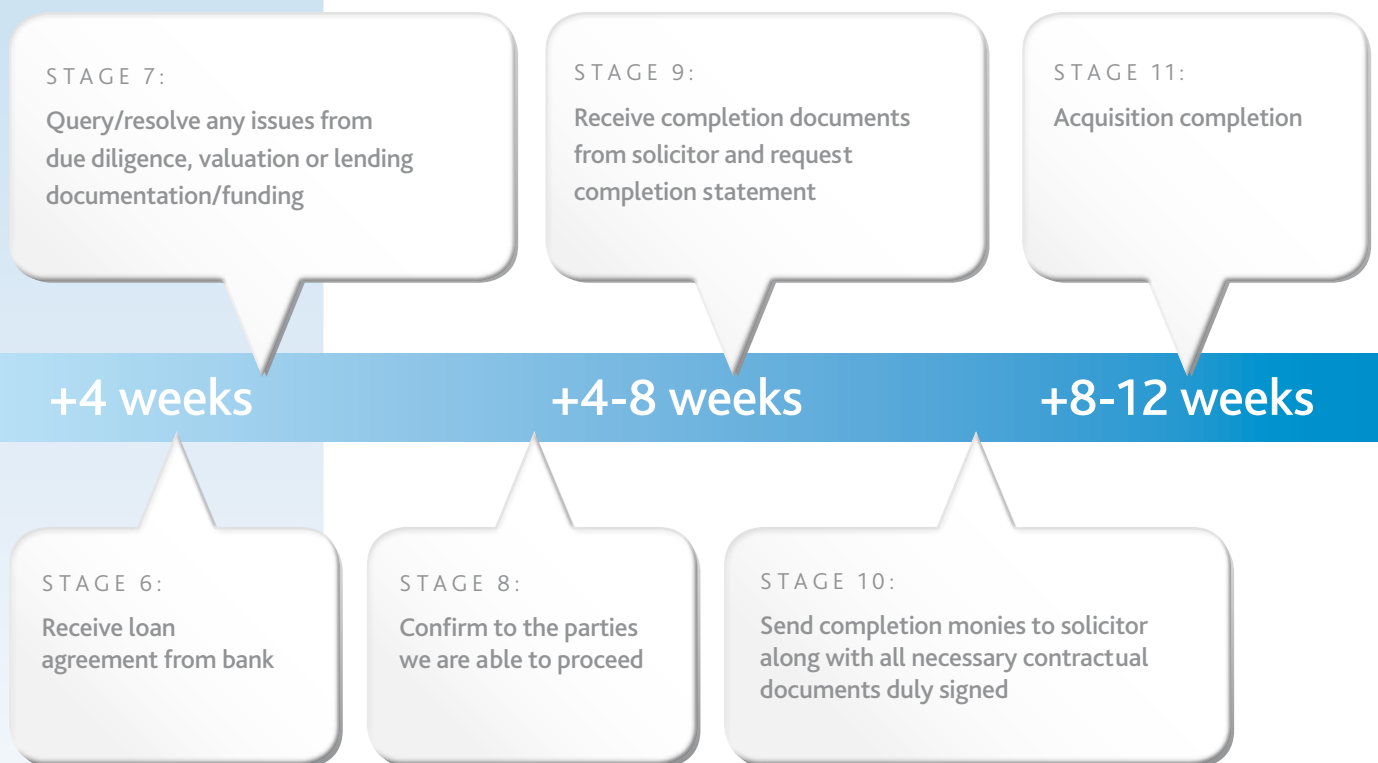 STAGE 7:
Query/resolve any issues from
due diligence, valuation or lending
documentation/funding
STAGE 9:
Receive completion documents
from solicitor and request
completion statement
STAGE 11:
Acquisition completion
+4 weeks
+4-8 weeks
+8-12 weeks
STAGE 6:
Receive loan
agreement from bank
STAGE 8:
Confirm to the parties
we are able to proceed
STAGE 10:
Send completion monies to solicitor
along with all necessary contractual
documents duly signed